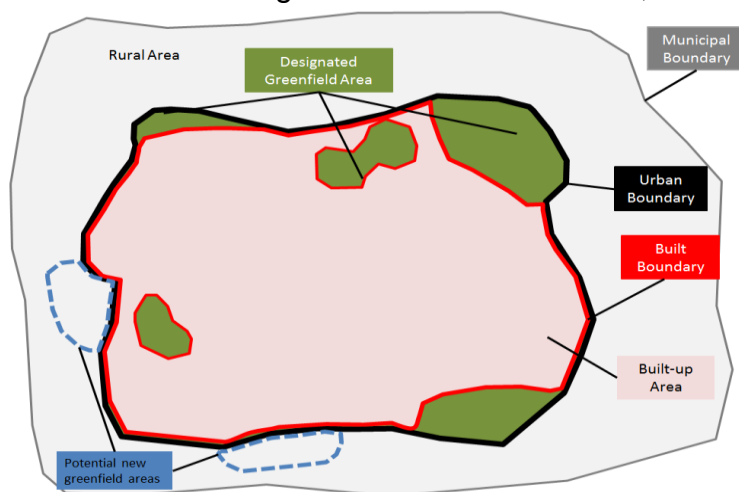 Rural Area
Designated
Greenfield Area
Municipal
Boundary
Urban
Boundary
Built
Boundary
Built-up
Area
Potential new
greenfield areas